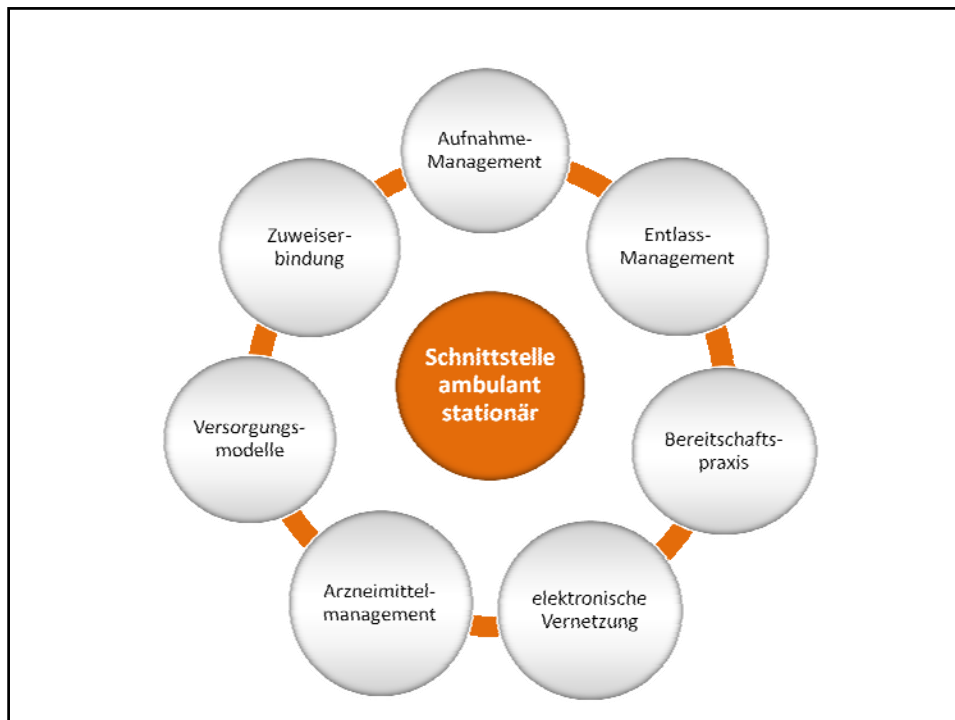 Aufnahme-
Management
Entlass-
Management
Bereitschafts-
praxis
elektronische
Vernetzung
Arzneimittel-
management
Versorgungs-
modelle
Zuweiser-
bindung
Schnittstelle
ambulant
stationär